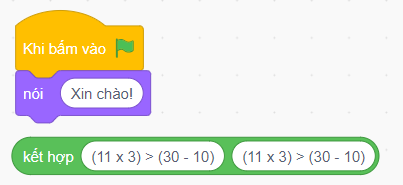 Khi bấm vào
nói Xin chào!
kết hợp (11 x 3) > (30 - 10) (11 x 3) > (30 - 10)